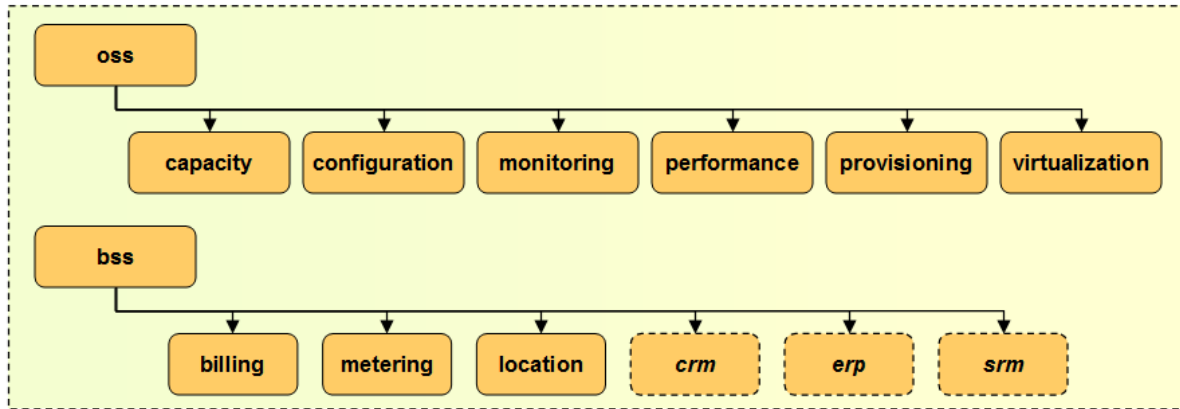 oss
capacity configuration monitoring performance provisioning virtualization
bss
billing metering location crm erp srm